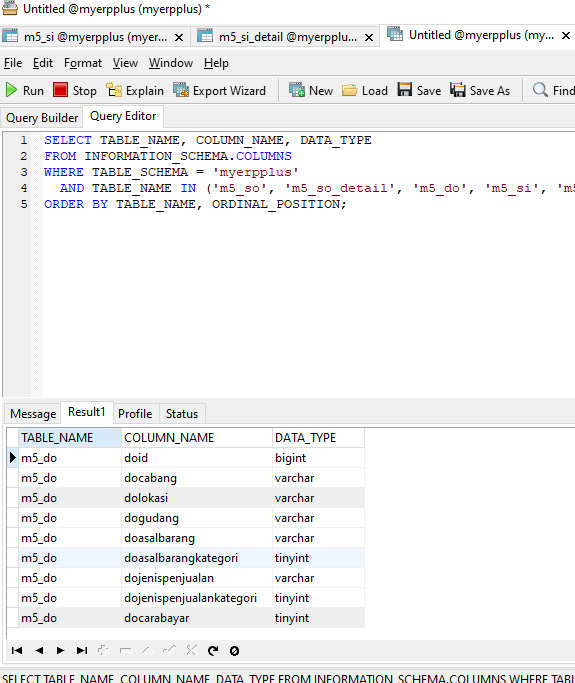 Untitled @myerpplus (myerpplus) *
m5_si @myerpplus (myer... × m5_si_detail @myerpplu... × Untitled @myerpplus (my... ×
File Edit Format View Window Help
Run Stop Explain Export Wizard New Load Save Save As Find
Query Builder Query Editor
1 SELECT TABLE_NAME, COLUMN_NAME, DATA_TYPE
2 FROM INFORMATION_SCHEMA.COLUMNS
3 WHERE TABLE_SCHEMA = 'myerpplus'
4 AND TABLE_NAME IN ('m5_so', 'm5_so_detail', 'm5_do', 'm5_si', 'm5
5 ORDER BY TABLE_NAME, ORDINAL_POSITION;
Message Result1 Profile Status
TABLE_NAME COLUMN_NAME DATA_TYPE
m5_do doid bigint
m5_do docabang varchar
m5_do dolokasi varchar
m5_do dogudang varchar
m5_do doasalbarang varchar
m5_do doasalbarangkategori tinyint
m5_do dojenispenjualan varchar
m5_do dojenispenjualankategori tinyint
m5_do docarabayar tinyint
SELECT TABLE_NAME, COLUMN_NAME, DATA_TYPE FROM INFORMATION_SCHEMA.COLUMNS WHERE TABL